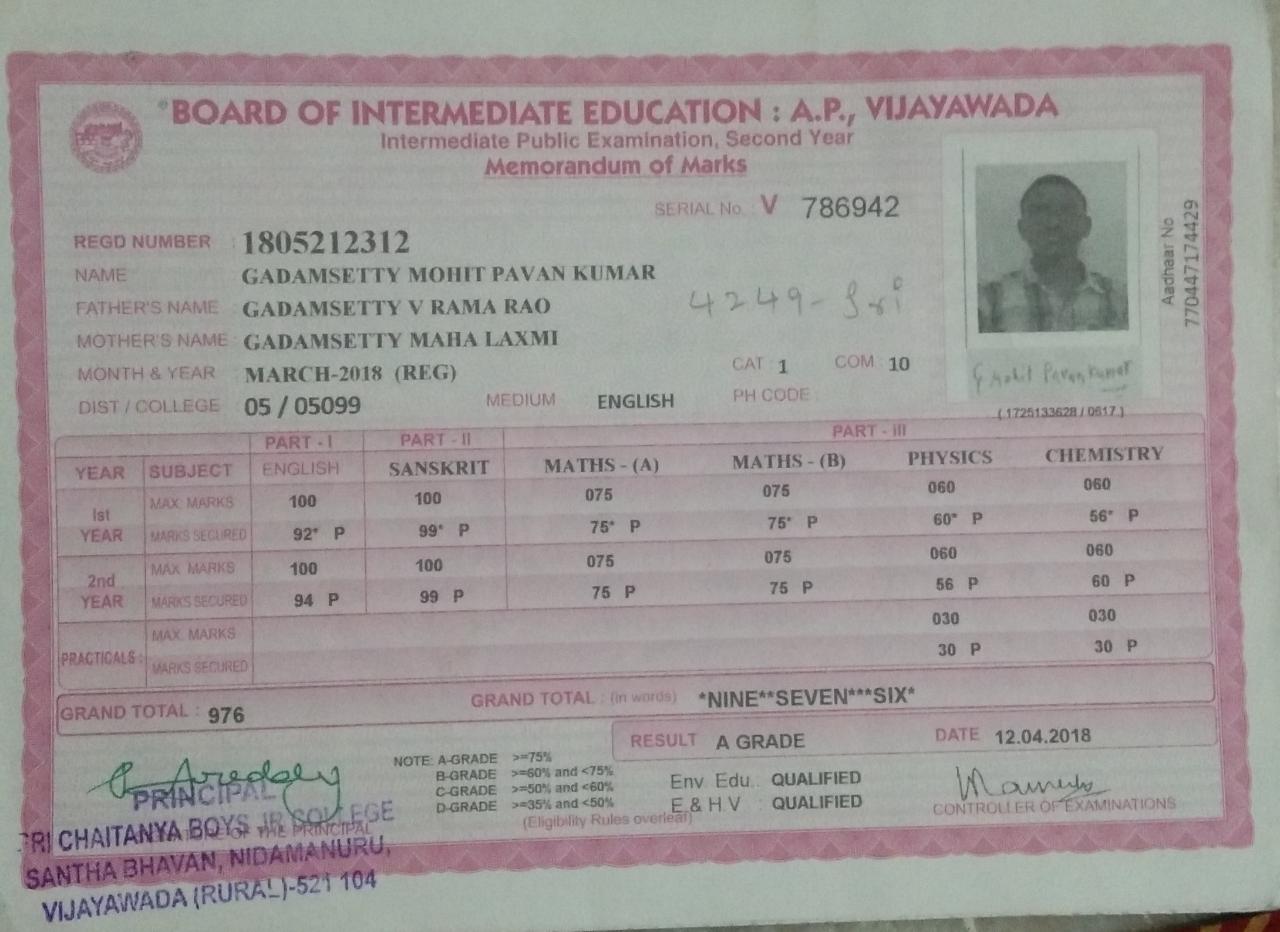 BOARD OF INTERMEDIATE EDUCATION : A.P., VIJAYAWADA
Intermediate Public Examination, Second Year
Memorandum of Marks
SERIAL No. V 786942
REGD NUMBER : 1805212312
NAME GADAMSETTY MOHIT PAVAN KUMAR
FATHER'S NAME GADAMSETTY V RAMA RAO
4249-Sri
MOTHER'S NAME GADAMSETTY MAHA LAXMI
MONTH & YEAR MARCH-2018 (REG) CAT 1 COM 10
DIST / COLLEGE 05 / 05099 MEDIUM ENGLISH PH CODE
G Mohit Pavan Kumar
(1725133628 / 0617)
Aadhaar No
770447174429
PART - I PART - II PART - III
YEAR SUBJECT ENGLISH SANSKRIT MATHS - (A) MATHS - (B) PHYSICS CHEMISTRY
Ist YEAR MAX. MARKS 100 100 075 075 060 060
MARKS SECURED 92* P 99* P 75* P 75* P 60* P 56* P
2nd YEAR MAX. MARKS 100 100 075 075 060 060
MARKS SECURED 94 P 99 P 75 P 75 P 56 P 60 P
PRACTICALS : MAX. MARKS 030 030
MARKS SECURED 30 P 30 P
GRAND TOTAL : 976 GRAND TOTAL : (in words) *NINE**SEVEN***SIX*
RESULT A GRADE DATE 12.04.2018
NOTE: A-GRADE >=75%
B-GRADE >=60% and <75%
C-GRADE >=50% and <60%
D-GRADE >=35% and <50%
(Eligibility Rules overleaf)
Env. Edu.. QUALIFIED
E & H V : QUALIFIED
CONTROLLER OF EXAMINATIONS
OF THE PRINCIPAL
PRINCIPAL
SRI CHAITANYA BOYS JR COLLEGE
SANTHA BHAVAN, NIDAMANURU,
VIJAYAWADA (RURAL)-521 104